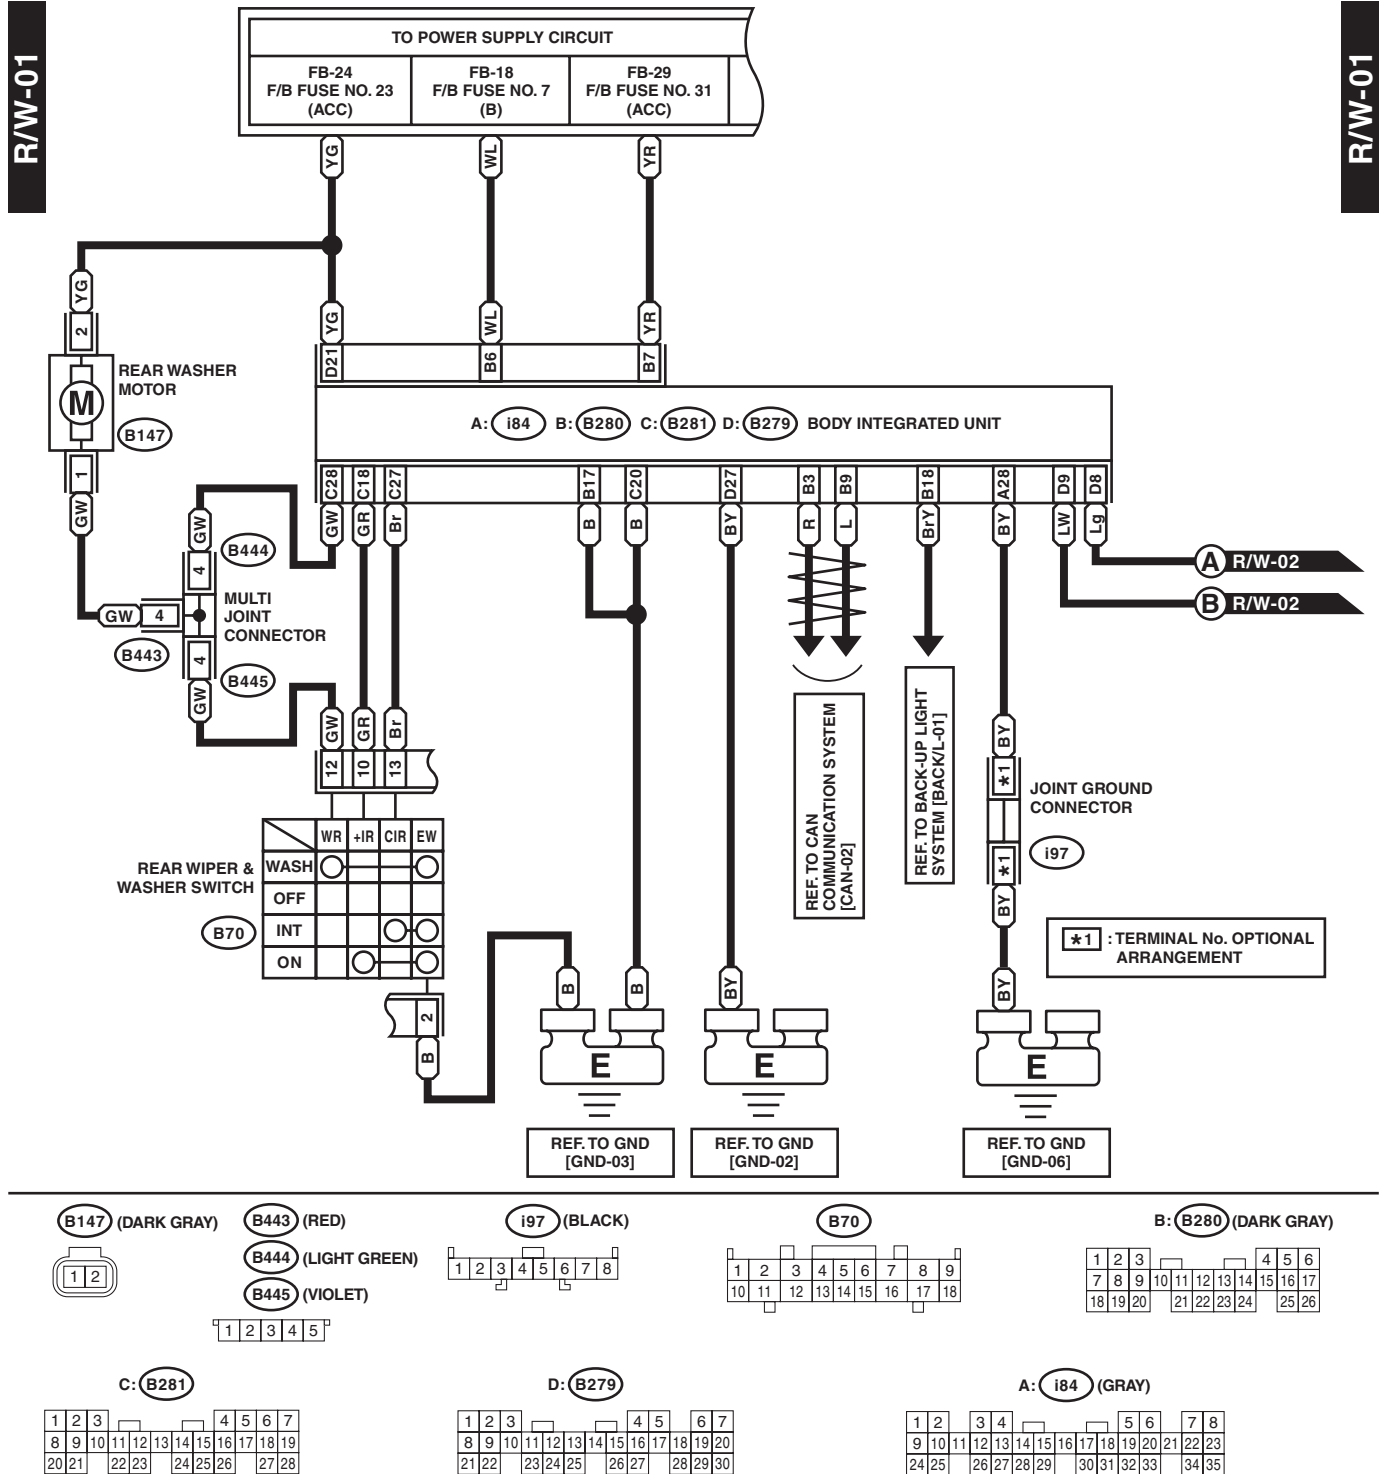 R/W-01
R/W-01
TO POWER SUPPLY CIRCUIT
FB-24
F/B FUSE NO. 23
(ACC)
FB-18
F/B FUSE NO. 7
(B)
FB-29
F/B FUSE NO. 31
(ACC)
YG
WL
YR
YG
2
YG
WL
YR
D21
B6
B7
M
REAR WASHER
MOTOR
B147
1
GW
A: i84 B: B280 C: B281 D: B279 BODY INTEGRATED UNIT
C28
C18
C27
B17
C20
D27
B3
B9
B18
A28
D9
D8
GW
GR
Br
B
B
BY
R
L
BrY
BY
LW
Lg
A R/W-02
B R/W-02
GW
B444
4
MULTI
JOINT
CONNECTOR
GW
4
B443
4
B445
GW
GW
GR
Br
12
10
13
WR
+IR
CIR
EW
WASH
OFF
INT
ON
REAR WIPER &
WASHER SWITCH
B70
2
B
REF. TO CAN
COMMUNICATION SYSTEM
[CAN-02]
REF. TO BACK-UP LIGHT
SYSTEM [BACK/L-01]
BY
*1
JOINT GROUND
CONNECTOR
i97
*1
BY
*1 : TERMINAL No. OPTIONAL
ARRANGEMENT
B
B
BY
BY
E
E
E
REF. TO GND
[GND-03]
REF. TO GND
[GND-02]
REF. TO GND
[GND-06]
B147 (DARK GRAY)
1 2
B443 (RED)
B444 (LIGHT GREEN)
B445 (VIOLET)
1 2 3 4 5
i97 (BLACK)
1 2 3 4 5 6 7 8
B70
1 2 3 4 5 6 7 8 9
10 11 12 13 14 15 16 17 18
B: B280 (DARK GRAY)
1 2 3 4 5 6
7 8 9 10 11 12 13 14 15 16 17
18 19 20 21 22 23 24 25 26
C: B281
1 2 3 4 5 6 7
8 9 10 11 12 13 14 15 16 17 18 19
20 21 22 23 24 25 26 27 28
D: B279
1 2 3 4 5 6 7
8 9 10 11 12 13 14 15 16 17 18 19 20
21 22 23 24 25 26 27 28 29 30
A: i84 (GRAY)
1 2 3 4 5 6 7 8
9 10 11 12 13 14 15 16 17 18 19 20 21 22 23
24 25 26 27 28 29 30 31 32 33 34 35